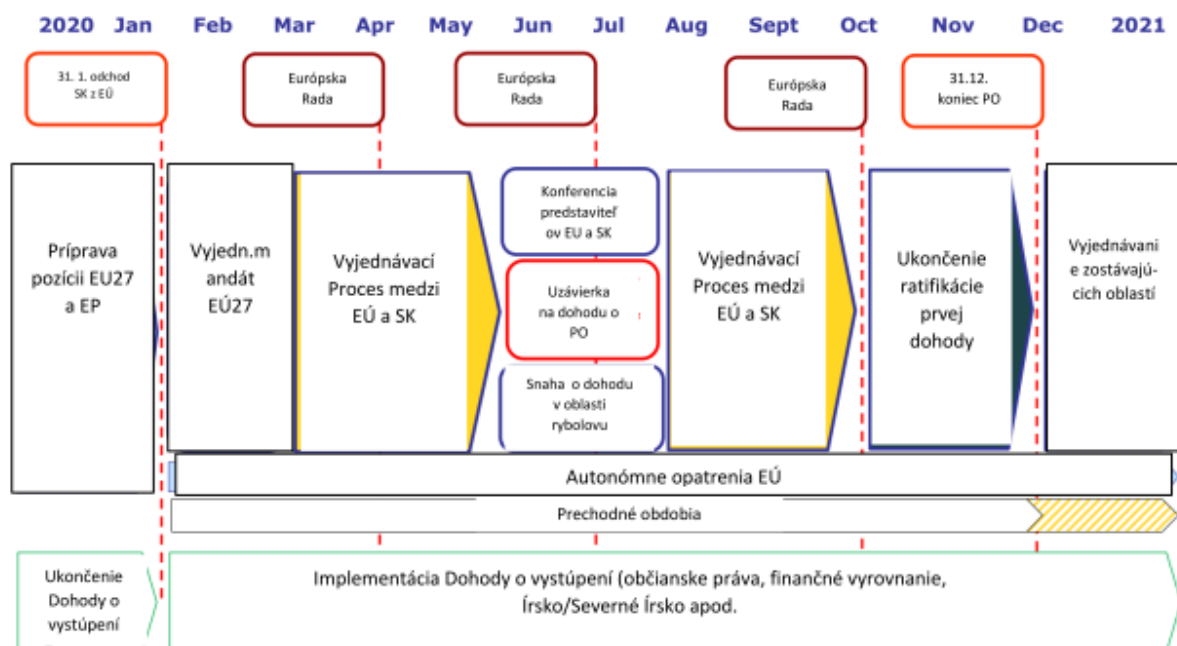 2020 Jan Feb Mar Apr May Jun Jul Aug Sept Oct Nov Dec 2021
31. 1. odchod
SK z EÚ
Európska
Rada
Európska
Rada
Európska
Rada
31.12.
koniec PO
Príprava
pozícii EU27
a EP
Vyjedn.m
andát
EÚ27
Vyjednávací
Proces medzi
EÚ a SK
Konferencia
predstaviteľ
ov EU a SK
Uzávierka
na dohodu o
PO
Snaha o dohodu
v oblasti
rybolovu
Vyjednávací
Proces medzi
EÚ a SK
Ukončenie
ratifikácie
prvej
dohody
Vyjednávani
e zostávajú-
cich oblastí
Autonómne opatrenia EÚ
Prechodné obdobia
Ukončenie
Dohody o
vystúpení
Implementácia Dohody o vystúpení (občianske práva, finančné vyrovnanie,
Írsko/Severné Írsko apod.